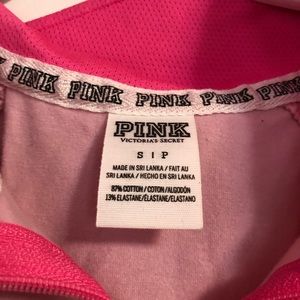 PINK PINK PINK PINK PINK
PINK
VICTORIA'S SECRET
S | P
MADE IN SRI LANKA / FAIT AU
SRI LANKA / HECHO EN SRI LANKA
87% COTTON / COTON /ALGODÓN
13% ELASTANE/ÉLASTANE/ELASTANO